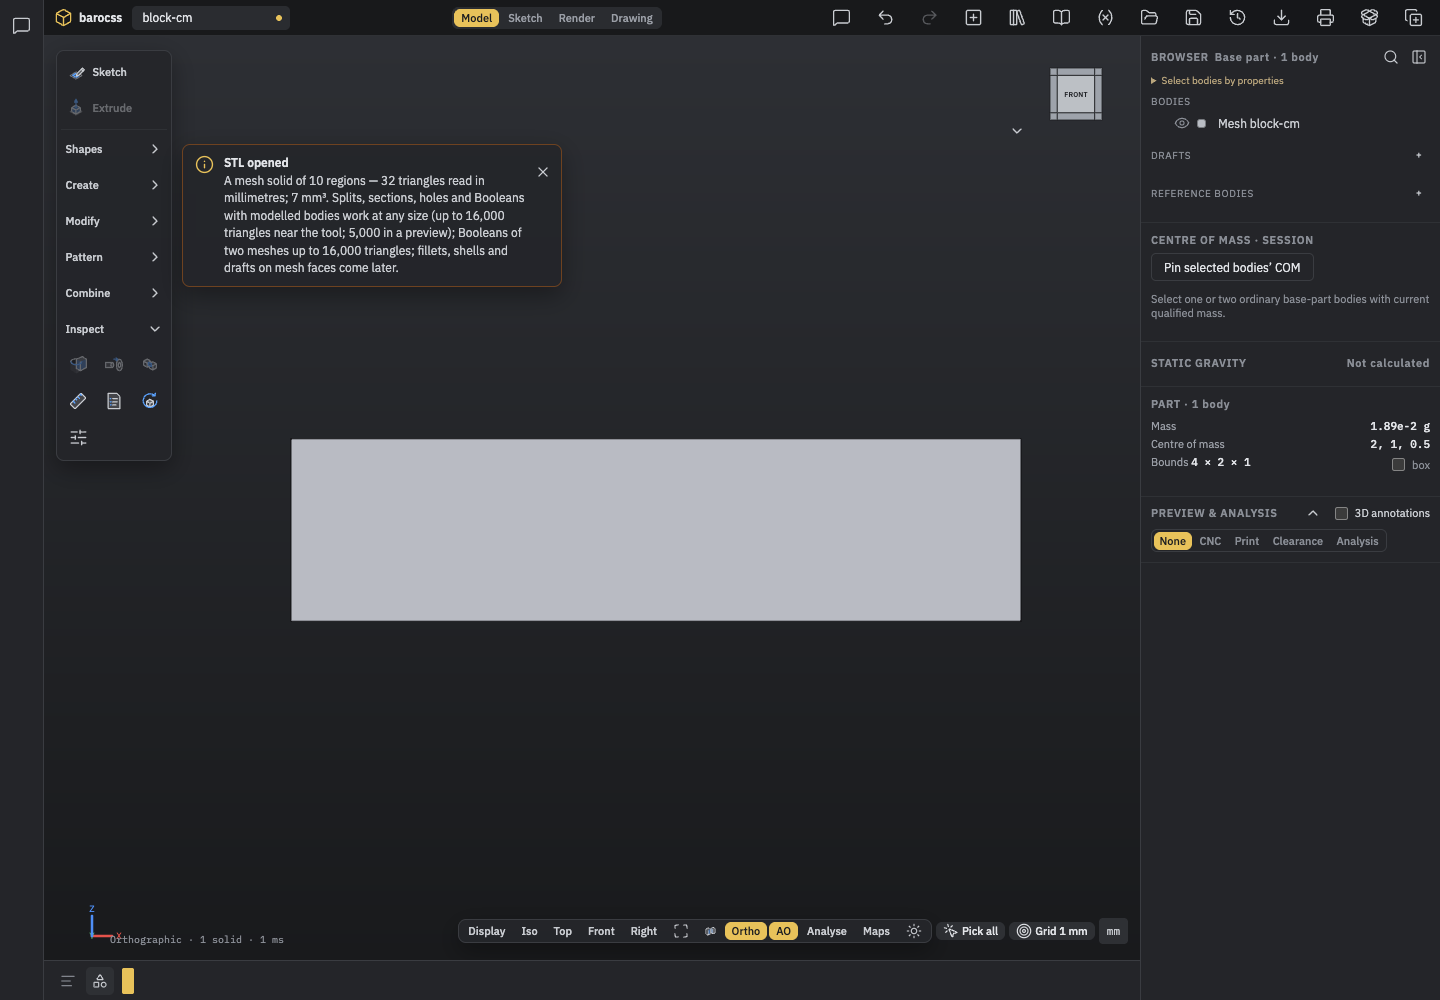 barocss
block-cm
Model
Sketch
Render
Drawing
Sketch
Extrude
Shapes
Create
Modify
Pattern
Combine
Inspect
STL opened
A mesh solid of 10 regions — 32 triangles read in
millimetres; 7 mm³. Splits, sections, holes and Booleans
with modelled bodies work at any size (up to 16,000
triangles near the tool; 5,000 in a preview); Booleans of
two meshes up to 16,000 triangles; fillets, shells and
drafts on mesh faces come later.
FRONT
BROWSER Base part · 1 body
Select bodies by properties
BODIES
Mesh block-cm
DRAFTS
REFERENCE BODIES
CENTRE OF MASS · SESSION
Pin selected bodies’ COM
Select one or two ordinary base-part bodies with current
qualified mass.
STATIC GRAVITY Not calculated
PART · 1 body
Mass 1.89e-2 g
Centre of mass 2, 1, 0.5
Bounds 4 × 2 × 1 box
PREVIEW & ANALYSIS 3D annotations
None CNC Print Clearance Analysis
Z
X
Orthographic · 1 solid · 1 ms
Display Iso Top Front Right Ortho AO Analyse Maps
Pick all
Grid 1 mm
mm